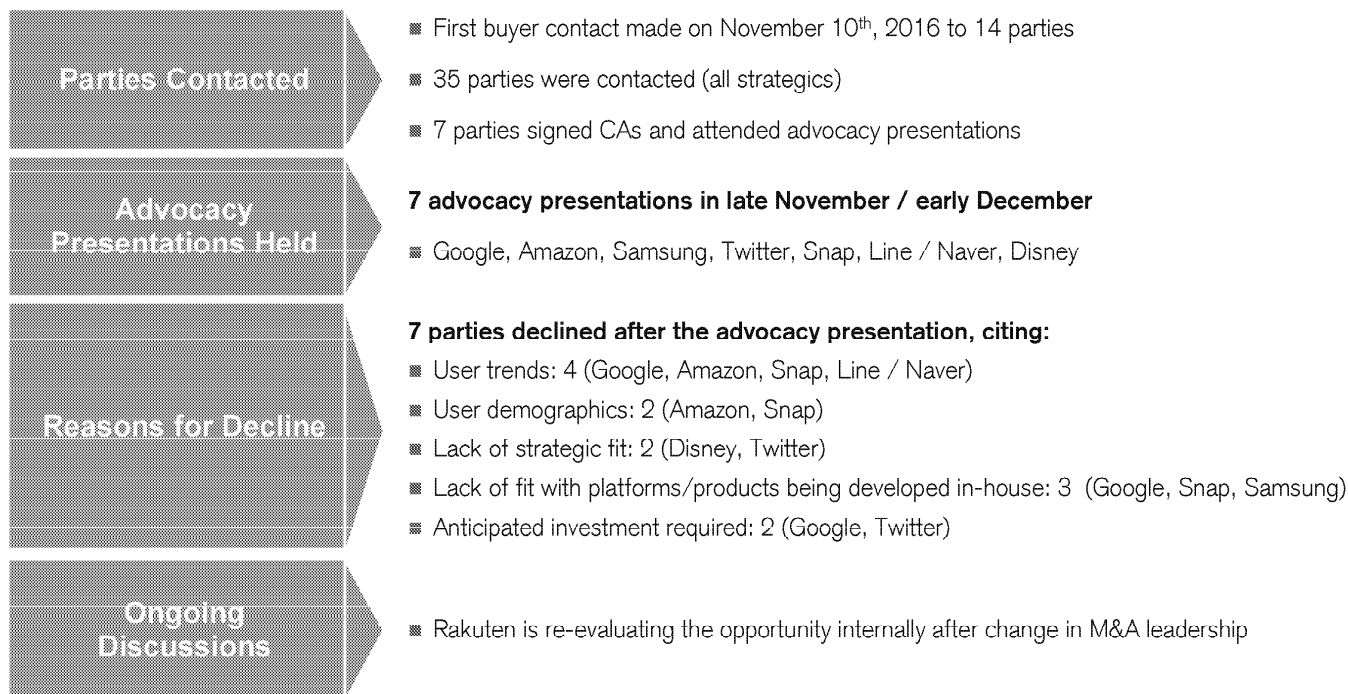 Parties Contacted
First buyer contact made on November 10th, 2016 to 14 parties
35 parties were contacted (all strategics)
7 parties signed CAs and attended advocacy presentations
Advocacy
Presentations Held
7 advocacy presentations in late November / early December
Google, Amazon, Samsung, Twitter, Snap, Line / Naver, Disney
Reasons for Decline
7 parties declined after the advocacy presentation, citing:
User trends: 4 (Google, Amazon, Snap, Line / Naver)
User demographics: 2 (Amazon, Snap)
Lack of strategic fit: 2 (Disney, Twitter)
Lack of fit with platforms/products being developed in-house: 3 (Google, Snap, Samsung)
Anticipated investment required: 2 (Google, Twitter)
Ongoing
Discussions
Rakuten is re-evaluating the opportunity internally after change in M&A leadership